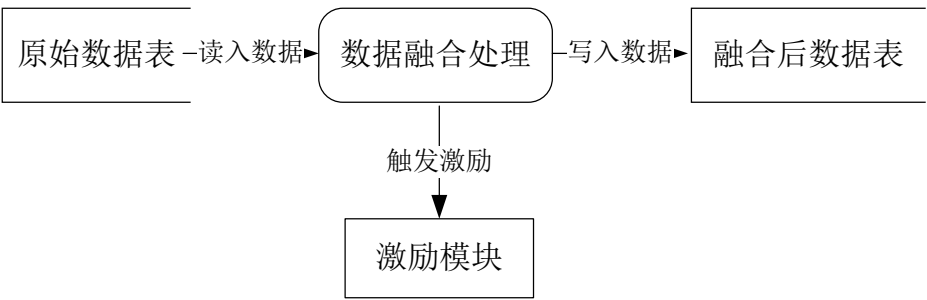 原始数据表
读入数据
数据融合处理
写入数据
融合后数据表
触发激励
激励模块